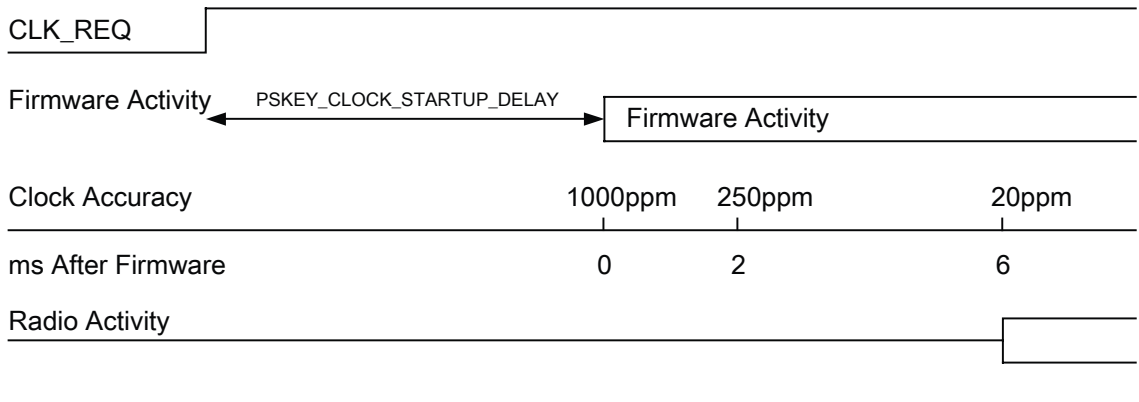 CLK_REQ
Firmware Activity PSKEY_CLOCK_STARTUP_DELAY Firmware Activity
Clock Accuracy 1000ppm 250ppm 20ppm
ms After Firmware 0 2 6
Radio Activity